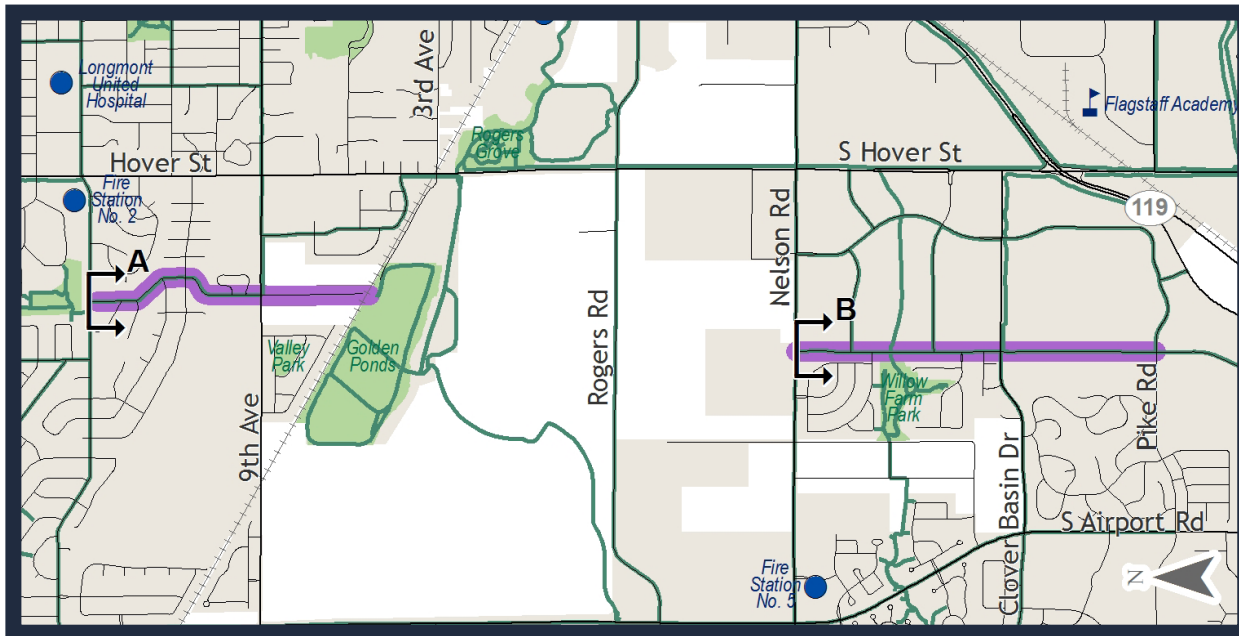 3rd Ave
Longmont
United
Hospital
Flagstaff Academy
Rogers
Grove
Hover St
S Hover St
Fire
Station
No. 2
119
A
Nelson Rd
B
Rogers Rd
Valley
Park
Golden
Ponds
Willow
Farm
Park
Pike Rd
9th Ave
Clover Basin Dr
S Airport Rd
Fire
Station
No. 5
N